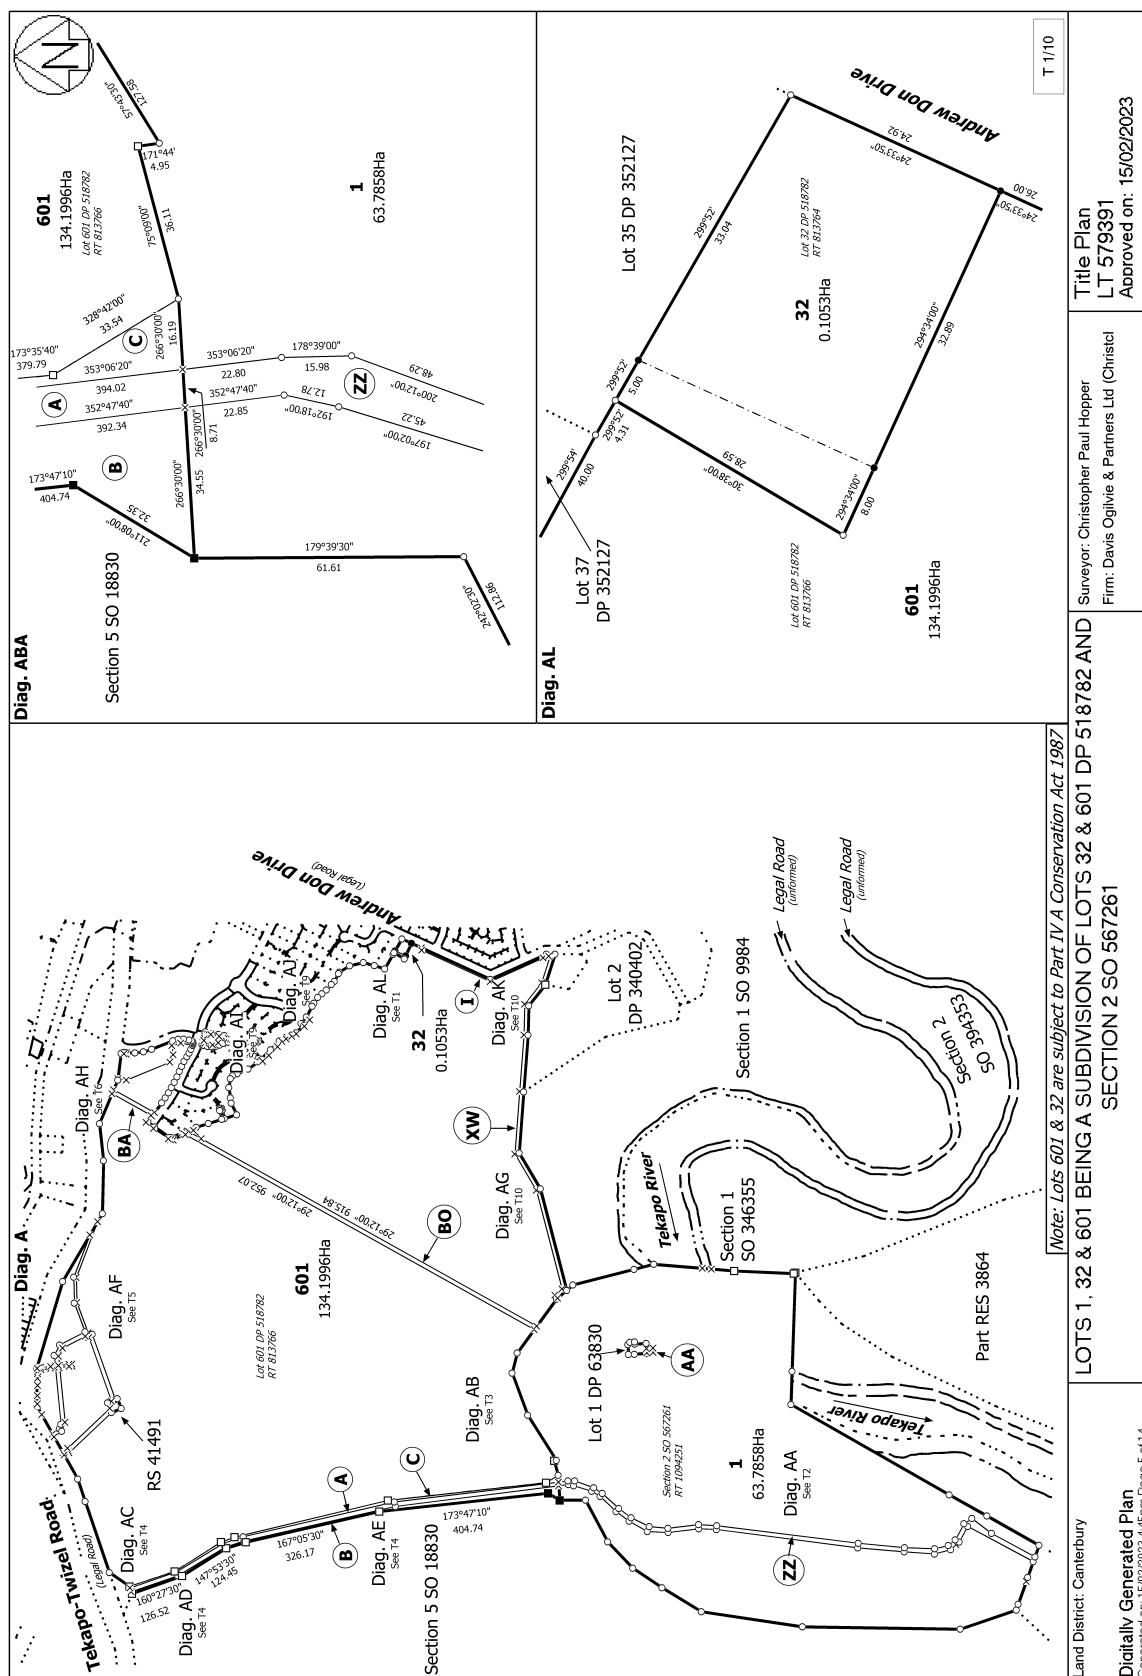 Diag. A
Tekapo-Twizel Road
(Legal Road)
Diag. AC
See T4
160°27'30"
126.52
Diag. AD
See T4
147°53'30"
124.45
167°05'30"
326.17
B
A
Diag. AE
See T4
C
173°47'10"
404.74
Section 5 SO 18830
RS 41491
Diag. AF
See T5
Diag. AH
See T6
BA
Diag. AI
Diag. AJ
See T9
Diag. AL
See T1
32
0.1053Ha
Andrew Don Drive
(Legal Road)
I
Diag. AK
See T10
XW
Diag. AG
See T10
29°12'00" 952.07
29°12'00" 915.84
BO
601
134.1996Ha
Lot 601 DP 518782
RT 813766
Diag. AB
See T3
Lot 1 DP 63830
AA
Section 2 SO 567261
RT 1094251
1
63.7858Ha
Diag. AA
See T2
ZZ
Lot 2
DP 340402
Section 1 SO 9984
Tekapo River
Section 1
SO 346355
Section 2
SO 394353
Legal Road
(unformed)
Legal Road
(unformed)
Part RES 3864
Tekapo River
Note: Lots 601 & 32 are subject to Part IV A Conservation Act 1987
Diag. ABA
N
Section 5 SO 18830
173°47'10"
404.74
B
211°08'00"
32.35
A
352°47'40"
392.34
353°06'20"
394.02
173°35'40"
379.79
C
328°42'00"
33.54
601
134.1996Ha
Lot 601 DP 518782
RT 813766
57°43'30"
127.58
171°44'
4.95
75°09'00"
36.11
266°30'00"
16.19
266°30'00"
8.71
266°30'00"
34.55
353°06'20"
22.80
352°47'40"
22.85
178°39'00"
15.98
192°18'00"
12.78
ZZ
200°12'00"
48.29
197°02'00"
45.22
179°39'30"
61.61
242°02'30"
112.86
1
63.7858Ha
Diag. AL
Lot 37
DP 352127
299°54'
40.00
299°52'
4.31
299°52'
5.00
Lot 35 DP 352127
299°52'
33.04
Andrew Don Drive
24.92
24°33'50"
26.00
24°33'50"
Lot 32 DP 518782
RT 813764
32
0.1053Ha
294°34'00"
32.89
294°34'00"
8.00
28.59
30°38'00"
Lot 601 DP 518782
RT 813766
601
134.1996Ha
T 1/10
Land District: Canterbury
Digitally Generated Plan
LOTS 1, 32 & 601 BEING A SUBDIVISION OF LOTS 32 & 601 DP 518782 AND
SECTION 2 SO 567261
Surveyor: Christopher Paul Hopper
Firm: Davis Ogilvie & Partners Ltd (Christcl
Title Plan
LT 579391
Approved on: 15/02/2023